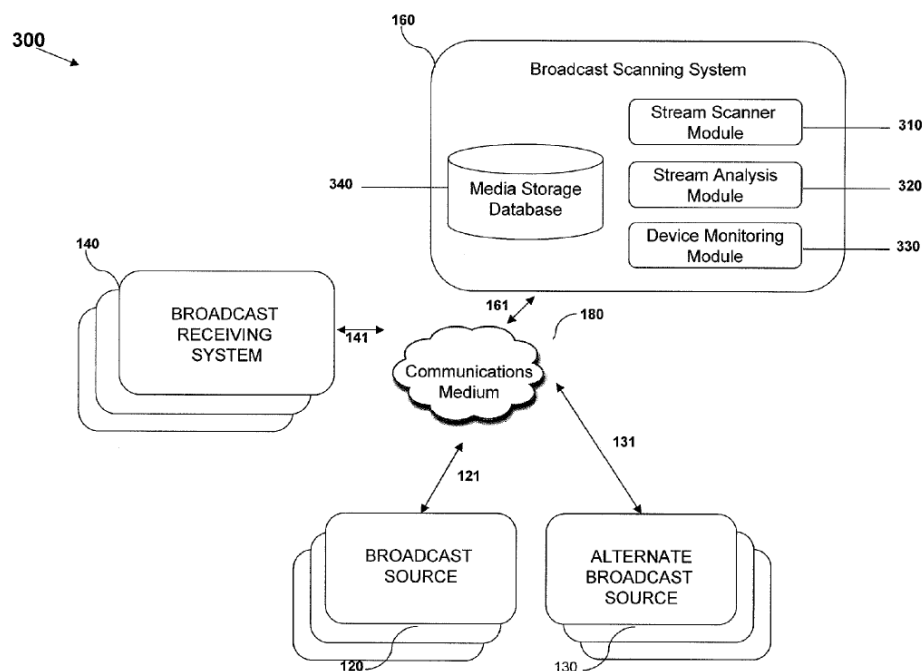 300
160
Broadcast Scanning System
Stream Scanner
Module
310
340
Media Storage
Database
Stream Analysis
Module
320
Device Monitoring
Module
330
140
BROADCAST
RECEIVING
SYSTEM
141
161
180
Communications
Medium
121
131
BROADCAST
SOURCE
ALTERNATE
BROADCAST
SOURCE
120
130